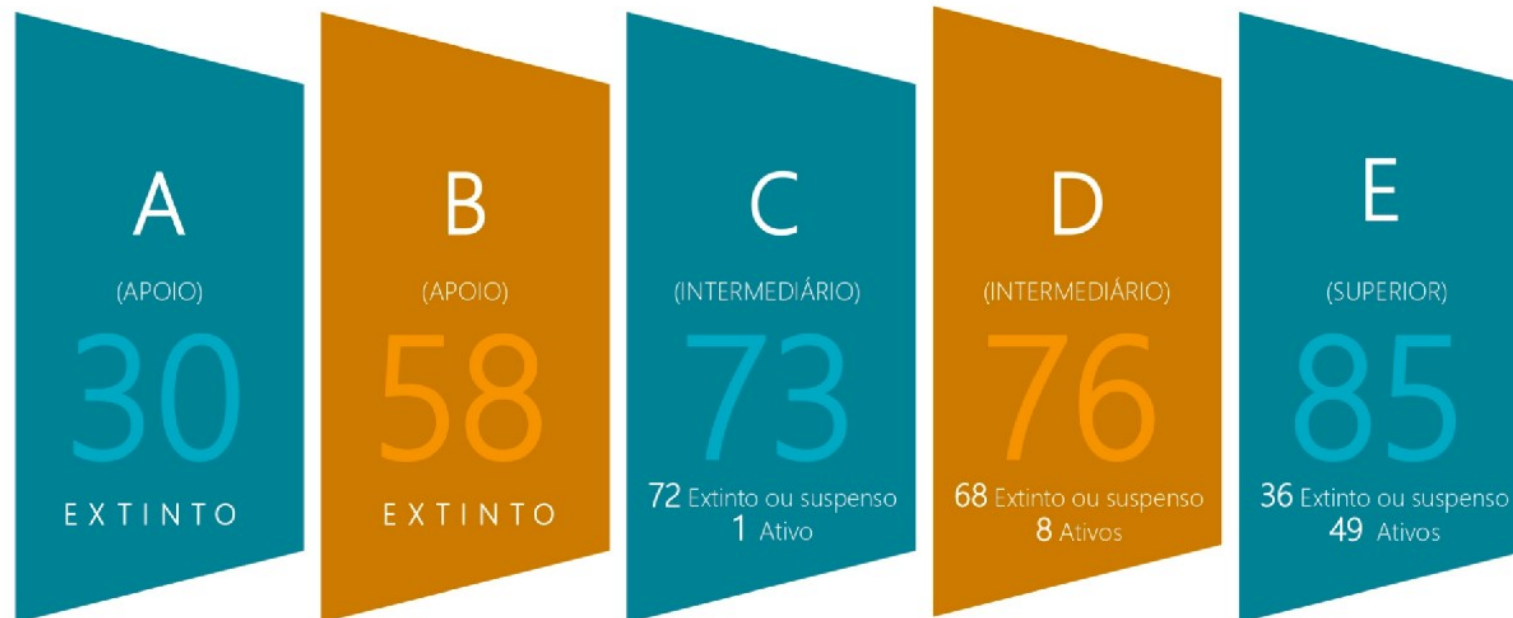 A
(APOIO)
30
EXTINTO
B
(APOIO)
58
EXTINTO
C
(INTERMEDIÁRIO)
73
72 Extinto ou suspenso
1 Ativo
D
(INTERMEDIÁRIO)
76
68 Extinto ou suspenso
8 Ativos
E
(SUPERIOR)
85
36 Extinto ou suspenso
49 Ativos